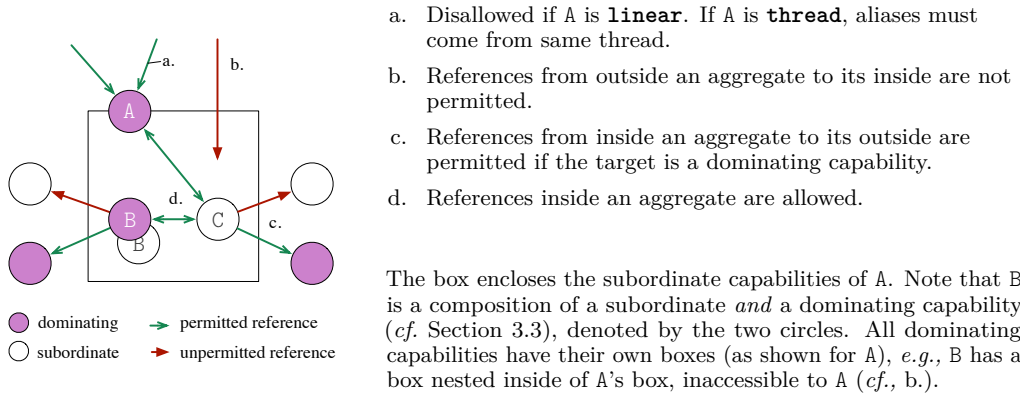 a.
b.
A
d.
B
C
c.
B
dominating
permitted reference
subordinate
unpermitted reference
a. Disallowed if A is linear. If A is thread, aliases must
come from same thread.
b. References from outside an aggregate to its inside are not
permitted.
c. References from inside an aggregate to its outside are
permitted if the target is a dominating capability.
d. References inside an aggregate are allowed.
The box encloses the subordinate capabilities of A. Note that B
is a composition of a subordinate and a dominating capability
(cf. Section 3.3), denoted by the two circles. All dominating
capabilities have their own boxes (as shown for A), e.g., B has a
box nested inside of A's box, inaccessible to A (cf., b.).